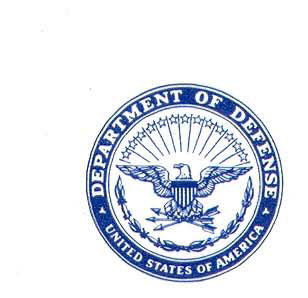 DEPARTMENT OF DEFENSE
UNITED STATES OF AMERICA